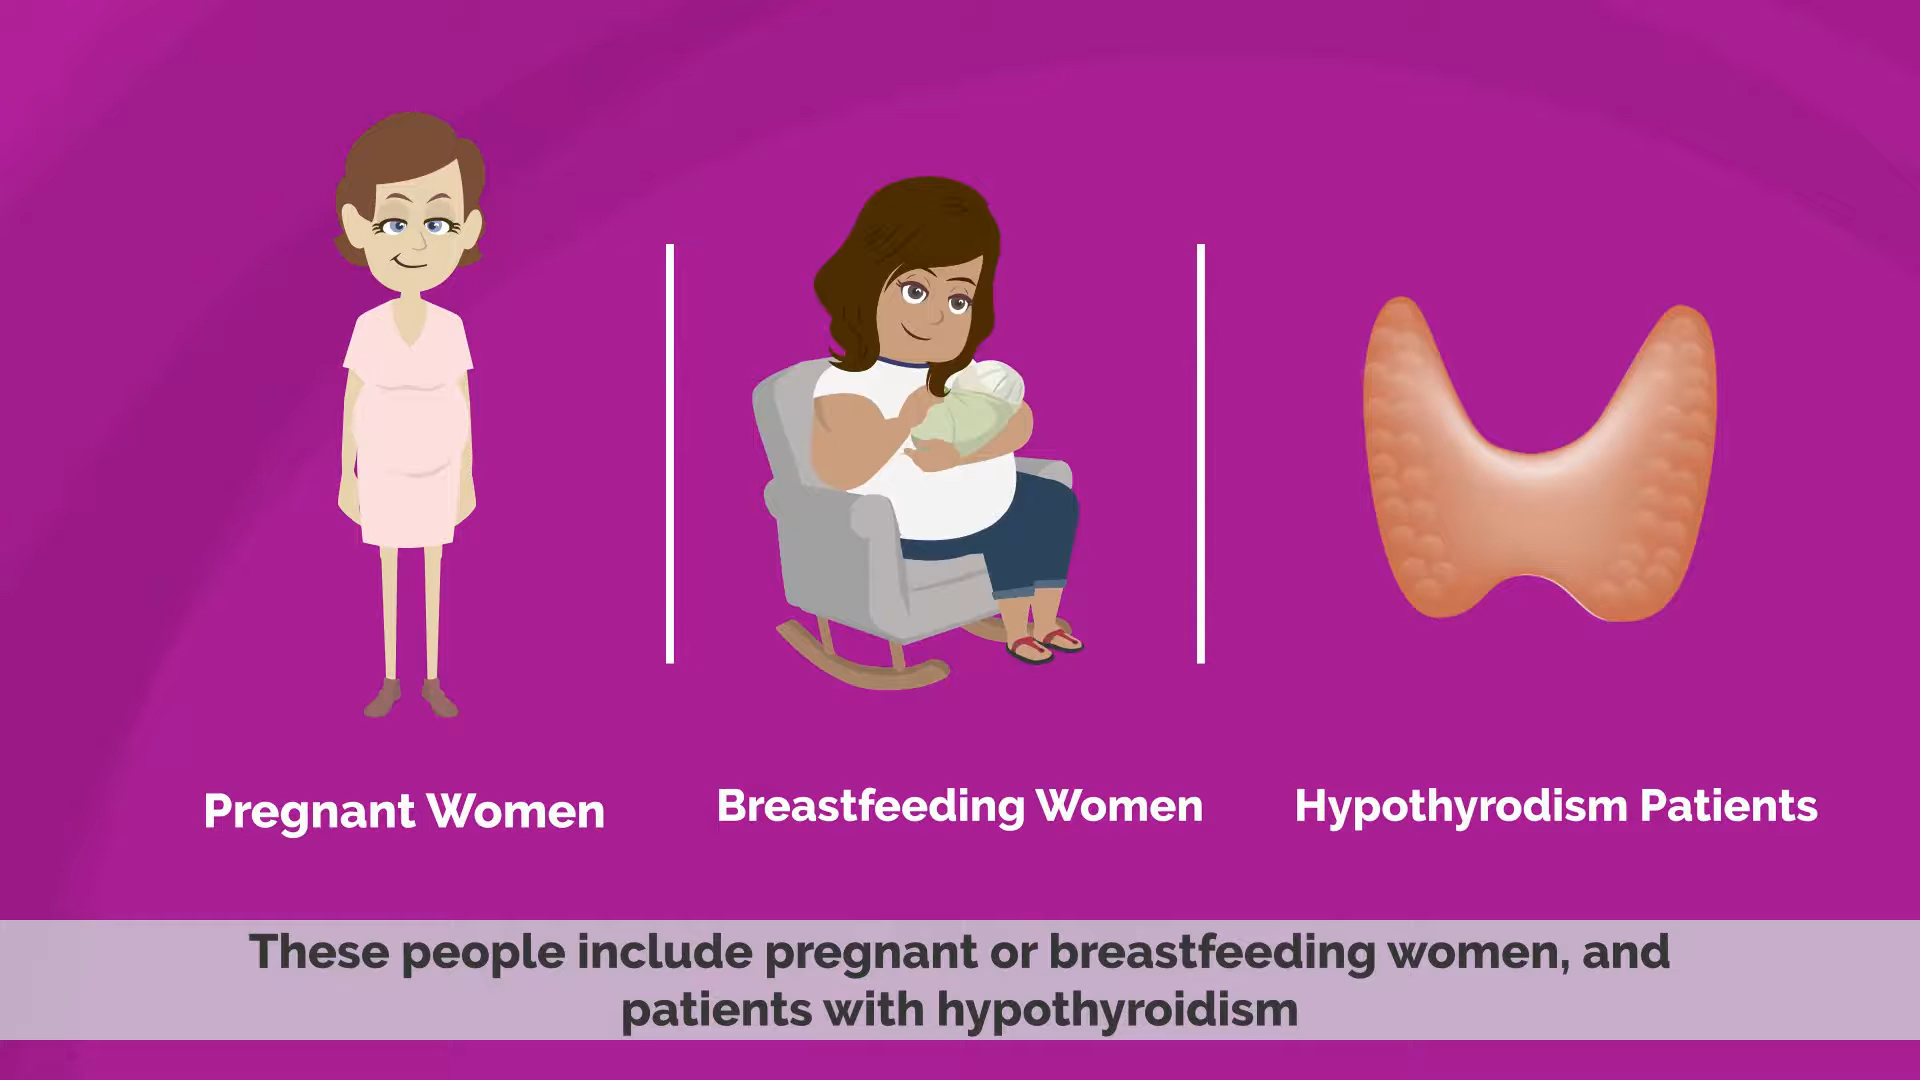 Pregnant Women
Breastfeeding Women
Hypothyrodism Patients
These people include pregnant or breastfeeding women, and
patients with hypothyroidism